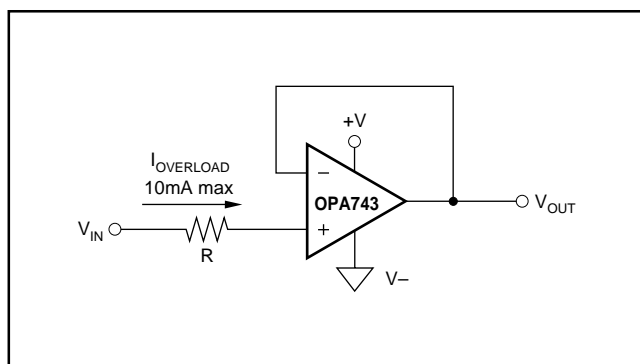 +V
I_OVERLOAD
10mA max
−
OPA743
V_OUT
V_IN
+
R
V–